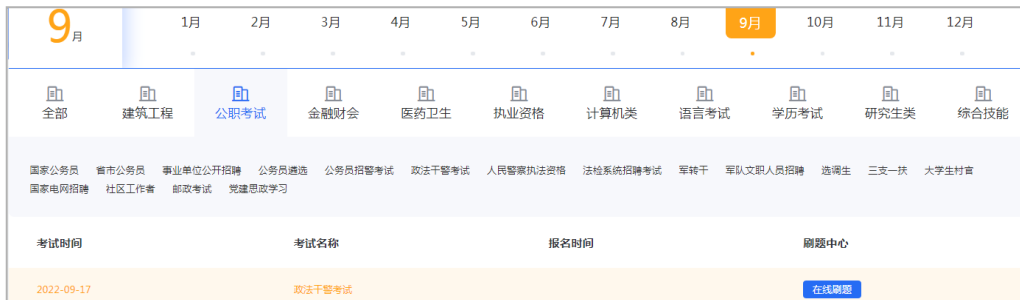 9月 1月 2月 3月 4月 5月 6月 7月 8月 9月 10月 11月 12月
全部 建筑工程 公职考试 金融财会 医药卫生 执业资格 计算机类 语言考试 学历考试 研究生类 综合技能
国家公务员 省市公务员 事业单位公开招聘 公务员遴选 公务员招警考试 政法干警考试 人民警察执法资格 法检系统招聘考试 军转干 军队文职人员招聘 选调生 三支一扶 大学生村官
国家电网招聘 社区工作者 邮政考试 党建思政学习
考试时间 考试名称 报名时间 刷题中心
2022-09-17 政法干警考试 在线刷题